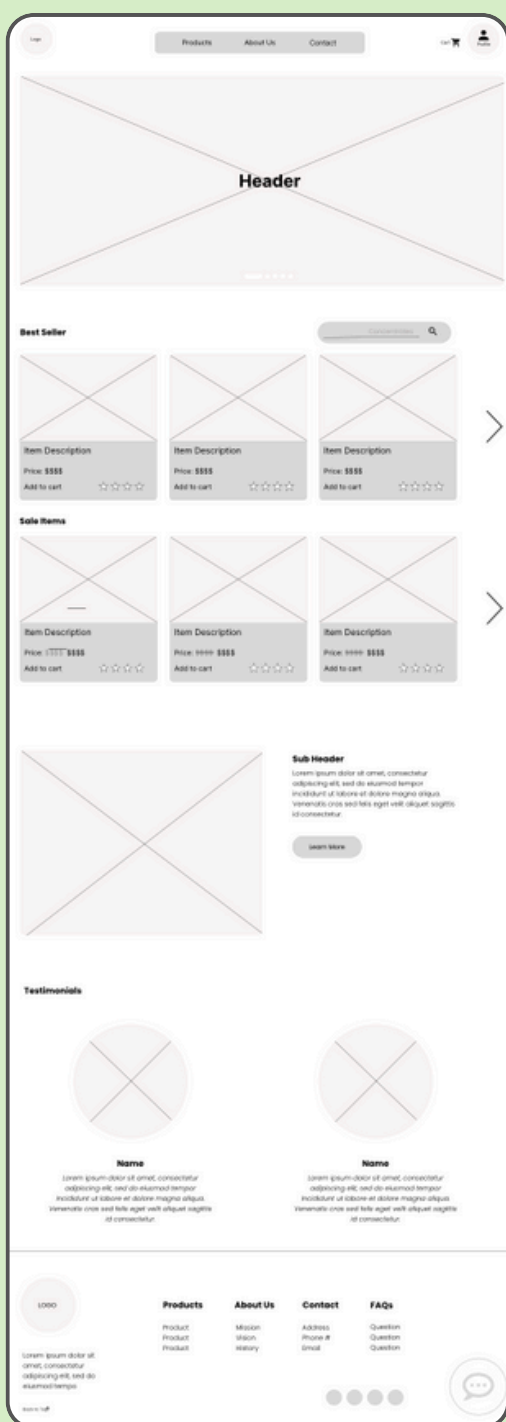 Logo
Products About Us Contact
Cart
Profile
Header
Best Seller
Item Description Item Description Item Description
Price: $$$$ Price: $$$$ Price: $$$$
Add to cart Add to cart Add to cart
Sale Items
Item Description Item Description Item Description
Price: $$$$ $$$$ Price: $$$$ $$$$ Price: $$$$ $$$$
Add to cart Add to cart Add to cart
Sub Header
Lorem ipsum dolor sit amet, consectetur
adipiscing elit, sed do eiusmod tempor
incididunt ut labore et dolore magna aliqua.
Venenatis cras sed felis eget velit aliquet sagittis
id consectetur.
Learn More
Testimonials
Name
Lorem ipsum dolor sit amet, consectetur
adipiscing elit, sed do eiusmod tempor
incididunt ut labore et dolore magna aliqua.
Venenatis cras sed felis eget velit aliquet sagittis
id consectetur.
Name
Lorem ipsum dolor sit amet, consectetur
adipiscing elit, sed do eiusmod tempor
incididunt ut labore et dolore magna aliqua.
Venenatis cras sed felis eget velit aliquet sagittis
id consectetur.
LOGO
Lorem ipsum dolor sit
amet, consectetur
adipiscing elit, sed do
eiusmod tempo
Products
Product
Product
Product
About Us
Mission
Vision
History
Contact
Address
Phone #
Email
FAQs
Question
Question
Question